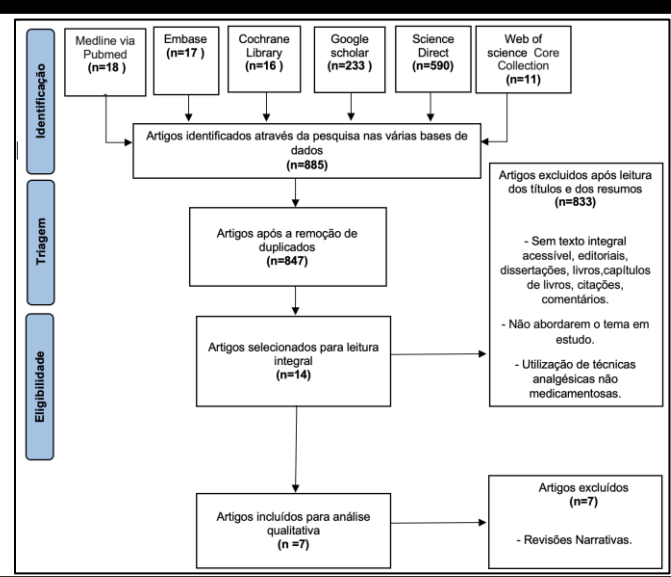 Medline via
Pubmed
(n=18 )
Embase
(n=17 )
Cochrane
Library
(n=16 )
Google
scholar
(n=233 )
Science
Direct
(n=590)
Web of
science Core
Collection
(n=11)
Identificação
Artigos identificados através da pesquisa nas várias bases de
dados
(n=885)
Triagem
Artigos após a remoção de
duplicados
(n=847)
Artigos excluidos após leitura
dos títulos e dos resumos
(n=833)
- Sem texto integral
acessível, editoriais,
dissertações, livros,capítulos
de livros, citações,
comentários.
- Não abordarem o tema em
estudo.
- Utilização de técnicas
analgésicas não
medicamentosas.
Eligibilidade
Artigos selecionados para leitura
integral
(n=14)
Artigos incluídos para análise
qualitativa
(n =7)
Artigos excluídos
(n=7)
- Revisões Narrativas.